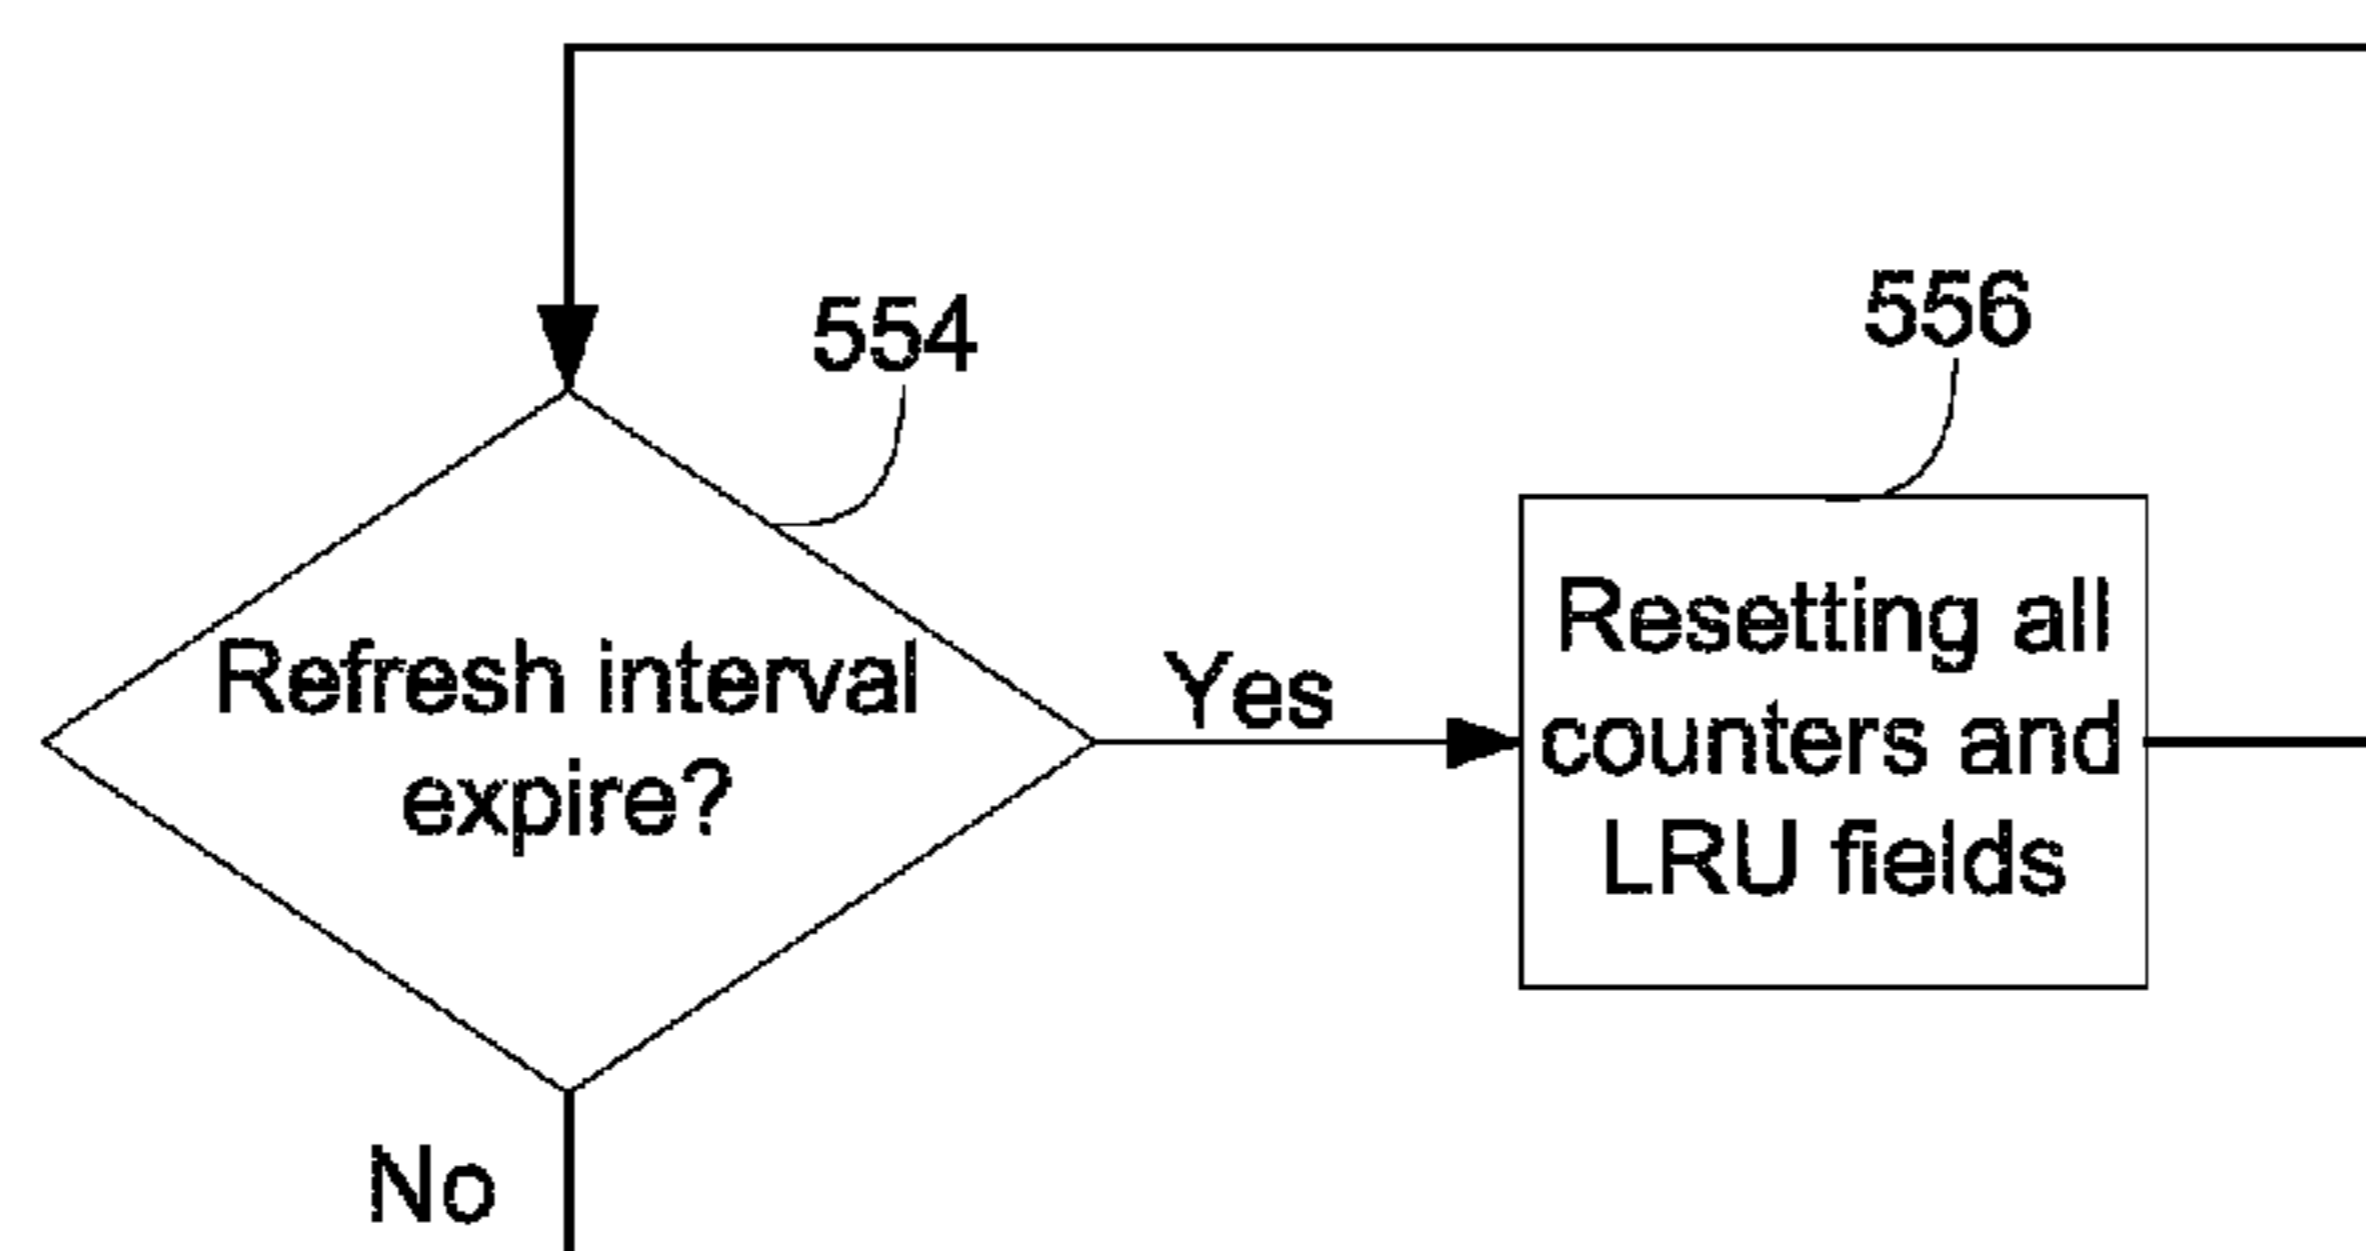 554
556
Refresh interval
expire?
Yes
Resetting all
counters and
LRU fields
No